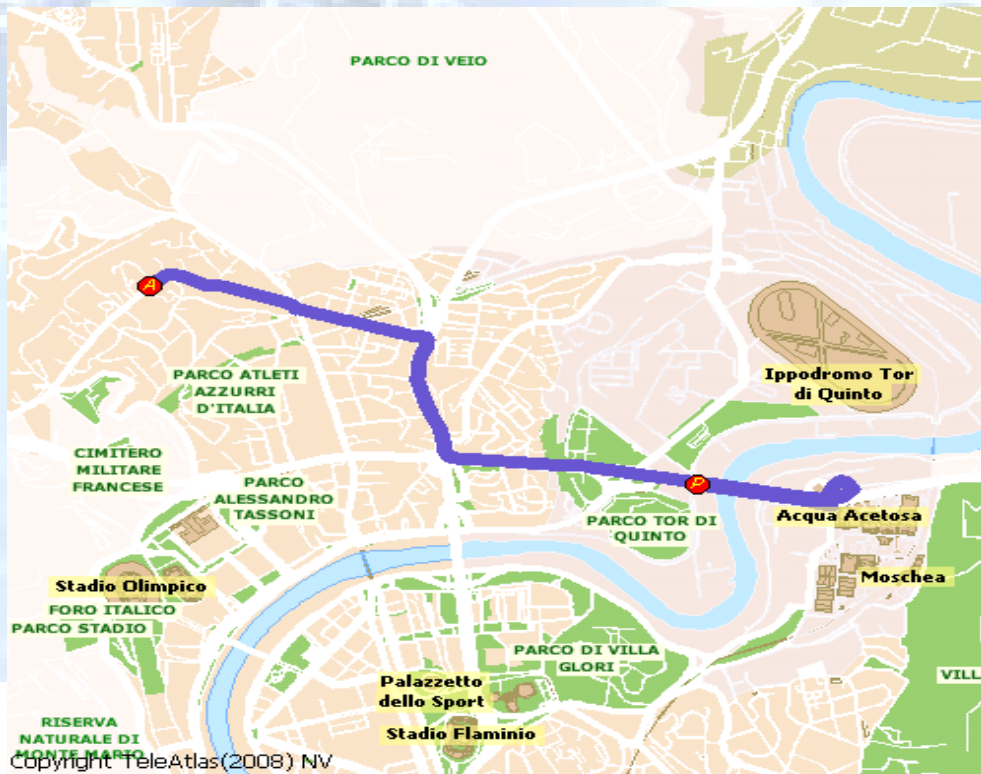 PARCO DI VEIO
A
PARCO ATLETI
AZZURRI
D'ITALIA
Ippodromo Tor
di Quinto
CIMITERO
MILITARE
FRANCESE
PARCO
ALESSANDRO
TASSONI
P
PARCO TOR DI
QUINTO
Acqua Acetosa
Moschea
Stadio Olimpico
FORO ITALICO
PARCO STADIO
PARCO DI VILLA
GLORI
VILL
Palazzetto
dello Sport
Stadio Flaminio
RISERVA
NATURALE DI
MONTE MARIO
Copyright TeleAtlas(2008) NV